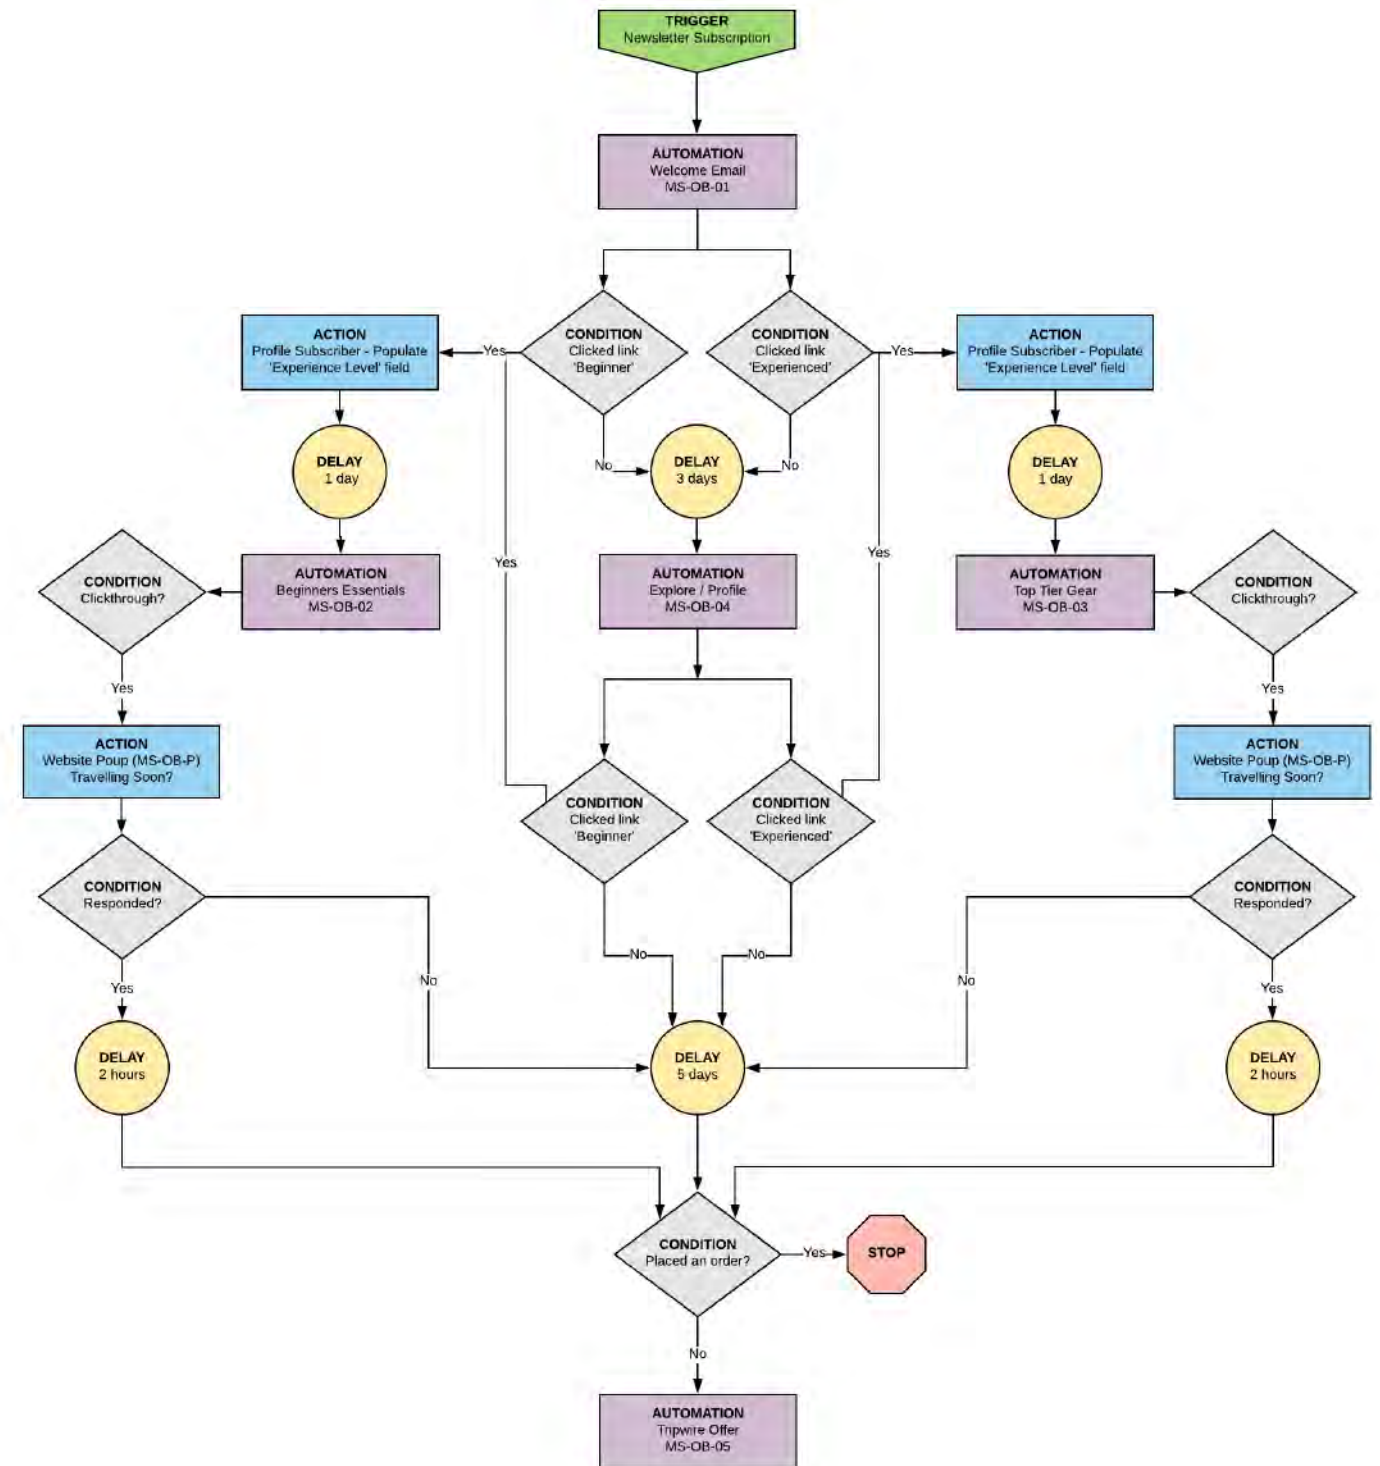 TRIGGER
Newsletter Subscription
AUTOMATION
Welcome Email
MS-OB-01
ACTION
Profile Subscriber - Populate
'Experience Level' field
Yes
CONDITION
Clicked link
'Beginner'
CONDITION
Clicked link
'Experienced'
Yes
ACTION
Profile Subscriber - Populate
'Experience Level' field
DELAY
1 day
No
DELAY
3 days
No
DELAY
1 day
Yes
Yes
CONDITION
Clickthrough?
AUTOMATION
Beginners Essentials
MS-OB-02
AUTOMATION
Explore / Profile
MS-OB-04
AUTOMATION
Top Tier Gear
MS-OB-03
CONDITION
Clickthrough?
Yes
Yes
ACTION
Website Poup (MS-OB-P)
Travelling Soon?
ACTION
Website Poup (MS-OB-P)
Travelling Soon?
CONDITION
Clicked link
'Beginner'
CONDITION
Clicked link
'Experienced'
CONDITION
Responded?
CONDITION
Responded?
No
No
No
No
Yes
Yes
DELAY
2 hours
DELAY
5 days
DELAY
2 hours
CONDITION
Placed an order?
Yes
STOP
No
AUTOMATION
Tripwire Offer
MS-OB-05